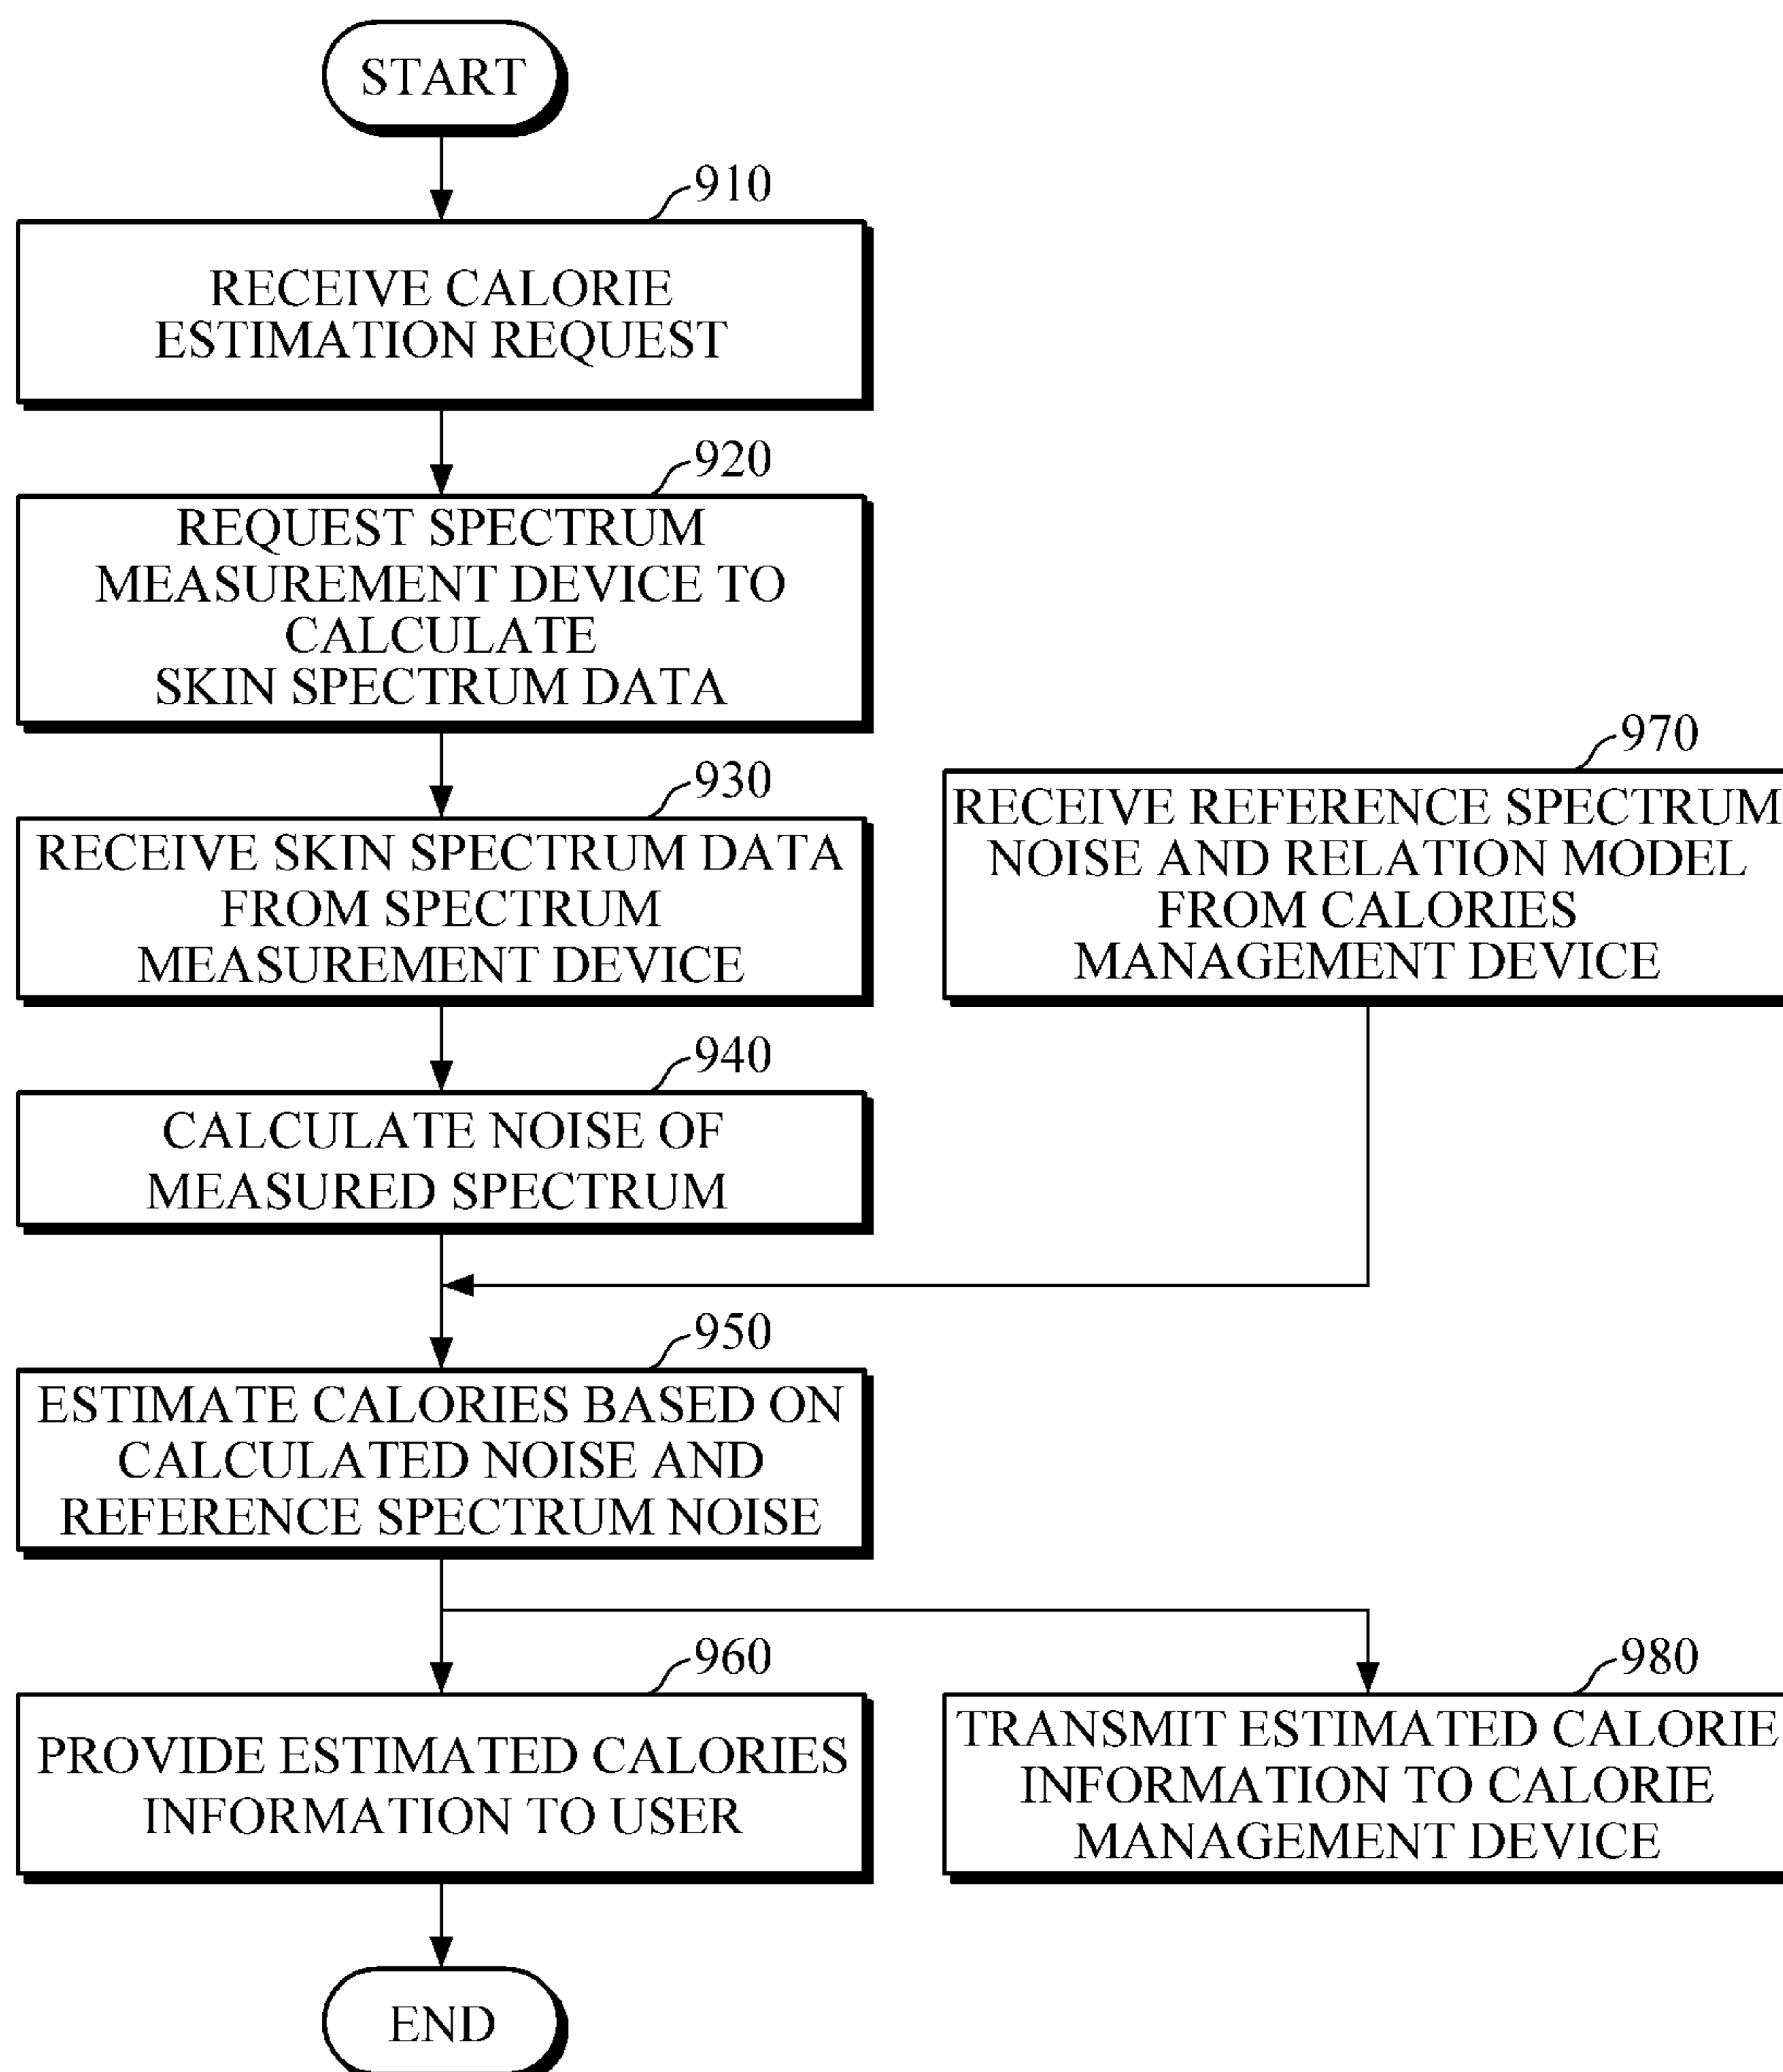 START
910
RECEIVE CALORIE
ESTIMATION REQUEST
920
REQUEST SPECTRUM
MEASUREMENT DEVICE TO
CALCULATE
SKIN SPECTRUM DATA
930
RECEIVE SKIN SPECTRUM DATA
FROM SPECTRUM
MEASUREMENT DEVICE
970
RECEIVE REFERENCE SPECTRUM
NOISE AND RELATION MODEL
FROM CALORIES
MANAGEMENT DEVICE
940
CALCULATE NOISE OF
MEASURED SPECTRUM
950
ESTIMATE CALORIES BASED ON
CALCULATED NOISE AND
REFERENCE SPECTRUM NOISE
960
PROVIDE ESTIMATED CALORIES
INFORMATION TO USER
980
TRANSMIT ESTIMATED CALORIE
INFORMATION TO CALORIE
MANAGEMENT DEVICE
END